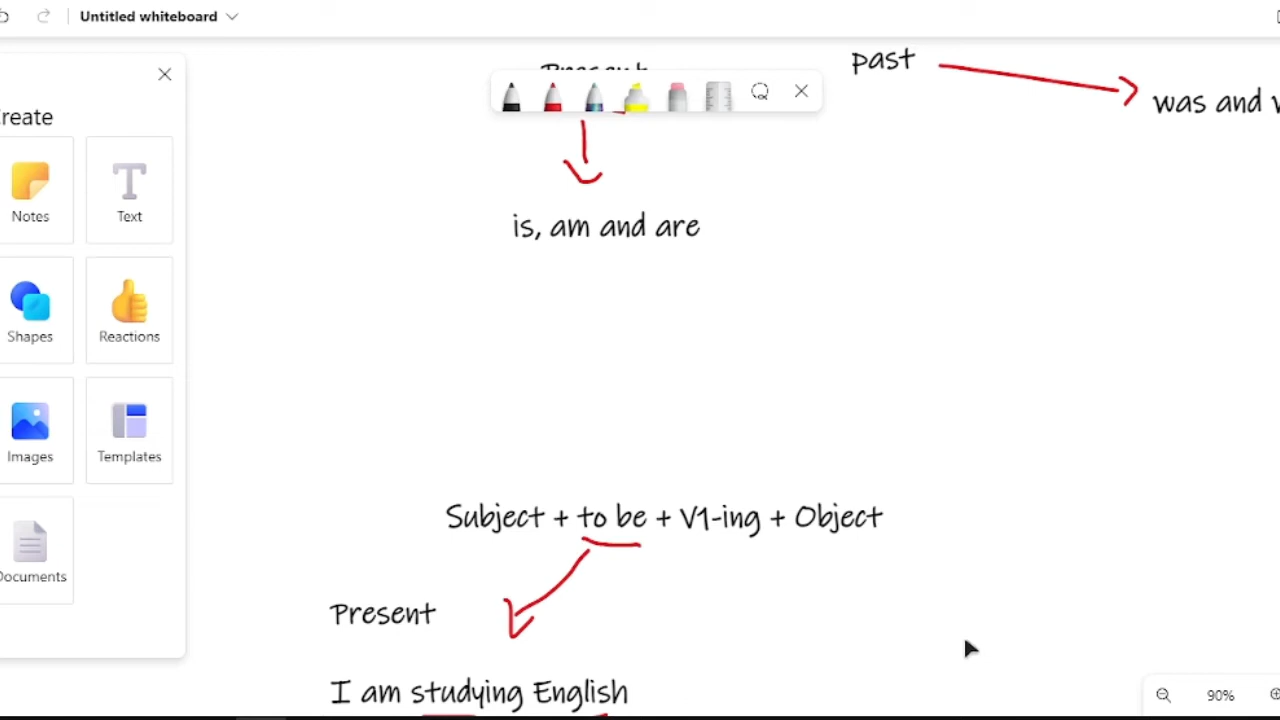 Untitled whiteboard
Present
past
was and
is, am and are
Create
Notes
Text
Shapes
Reactions
Images
Templates
Documents
Subject + to be + V1-ing + Object
Present
I am studying English
90%